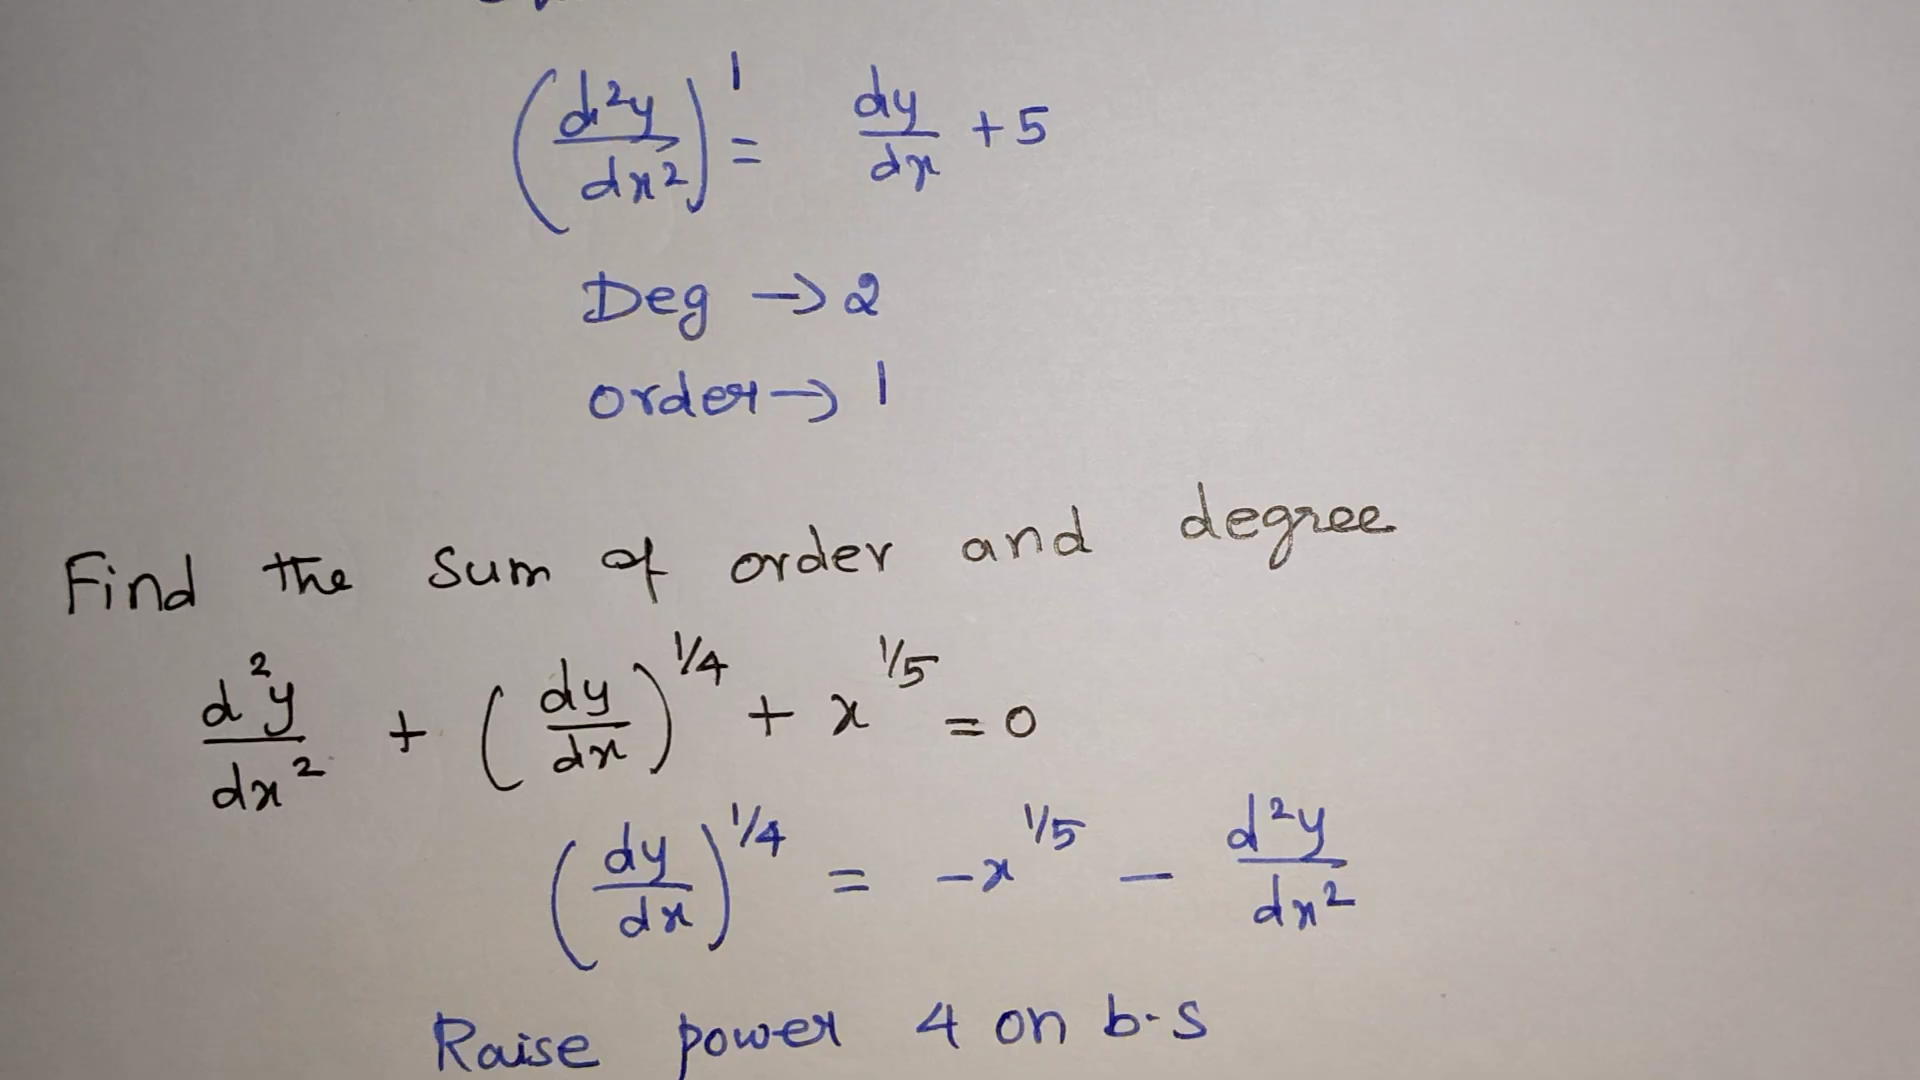 (d²y/dx²)¹ = dy/dx + 5
Deg → 2
order → 1
Find the sum of order and degree
d²y/dx² + (dy/dx)^1/4 + x^1/5 = 0
(dy/dx)^1/4 = -x^1/5 - d²y/dx²
Raise power 4 on b.s